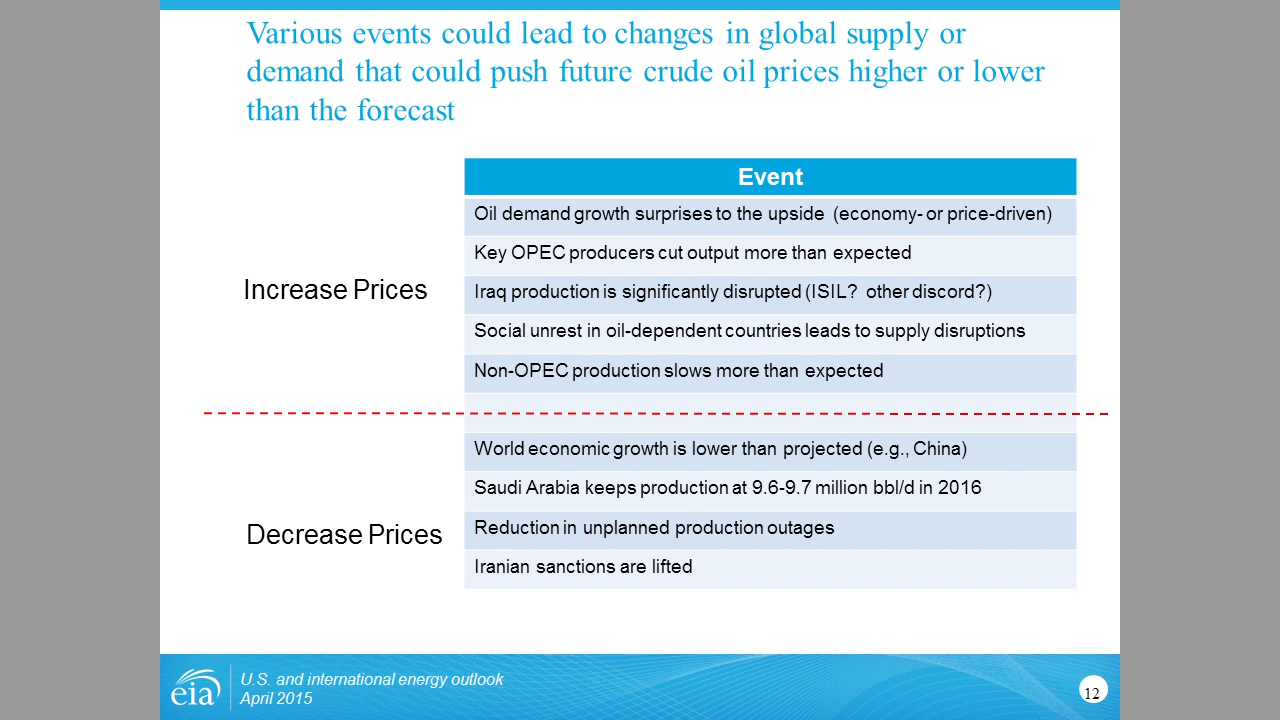 Various events could lead to changes in global supply or
demand that could push future crude oil prices higher or lower
than the forecast
Event
Increase Prices
Oil demand growth surprises to the upside (economy- or price-driven)
Key OPEC producers cut output more than expected
Iraq production is significantly disrupted (ISIL? other discord?)
Social unrest in oil-dependent countries leads to supply disruptions
Non-OPEC production slows more than expected
Decrease Prices
World economic growth is lower than projected (e.g., China)
Saudi Arabia keeps production at 9.6-9.7 million bbl/d in 2016
Reduction in unplanned production outages
Iranian sanctions are lifted
eia
U.S. and international energy outlook
April 2015
12